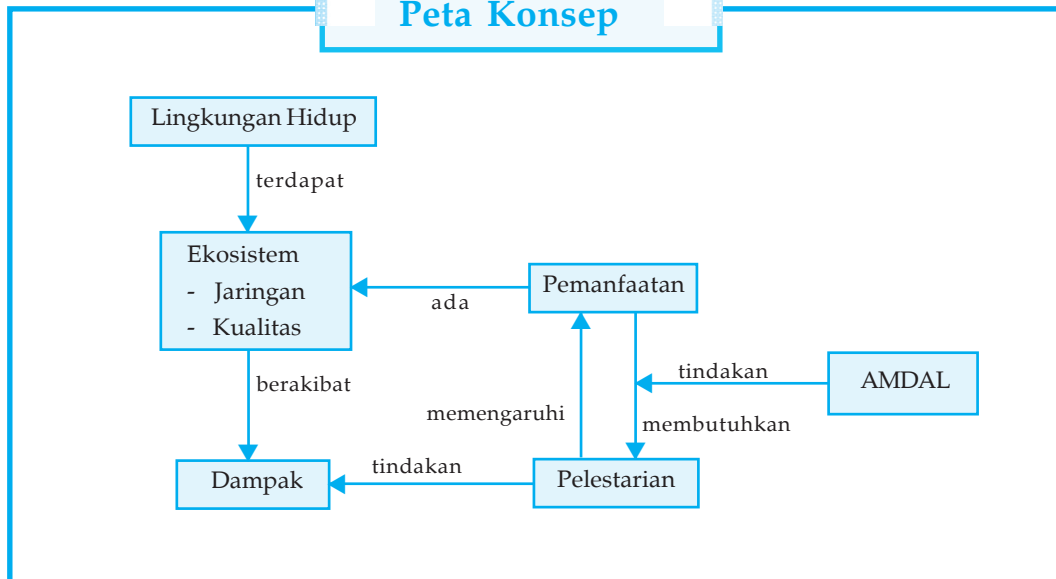 Peta Konsep
Lingkungan Hidup
terdapat
Ekosistem
- Jaringan
- Kualitas
ada
Pemanfaatan
berakibat
memengaruhi
tindakan
AMDAL
membutuhkan
Dampak
tindakan
Pelestarian